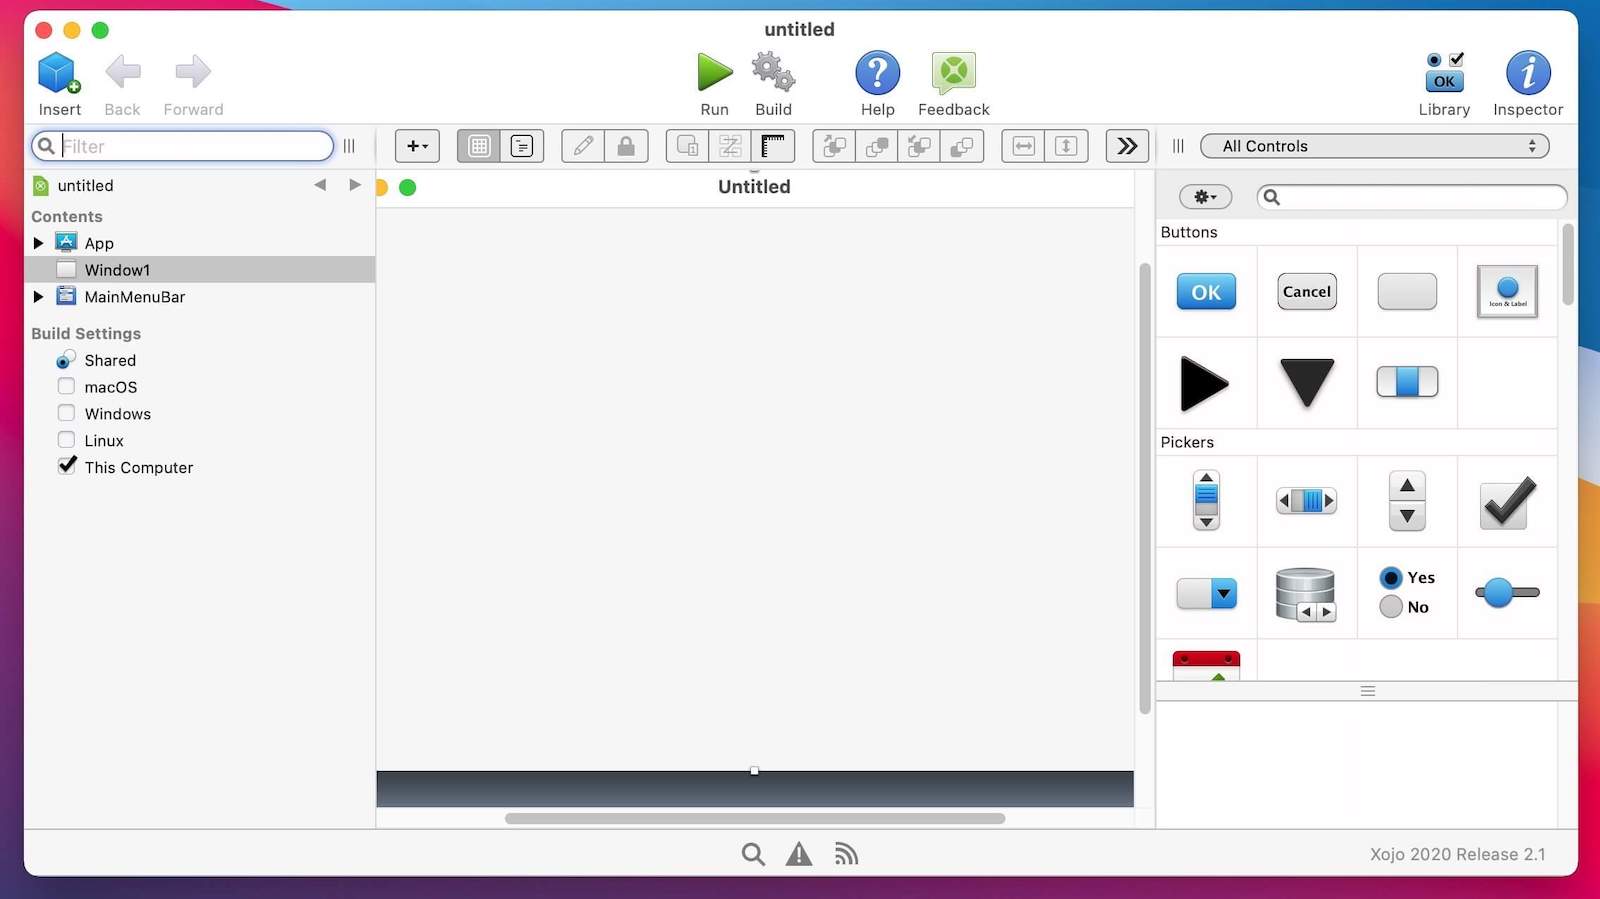 untitled
Insert
Back
Forward
Run
Build
Help
Feedback
OK
Library
Inspector
Filter
All Controls
untitled
Untitled
Contents
App
Window1
MainMenuBar
Build Settings
Shared
macOS
Windows
Linux
This Computer
Buttons
OK
Cancel
Icon & Label
Pickers
Yes
No
Xojo 2020 Release 2.1